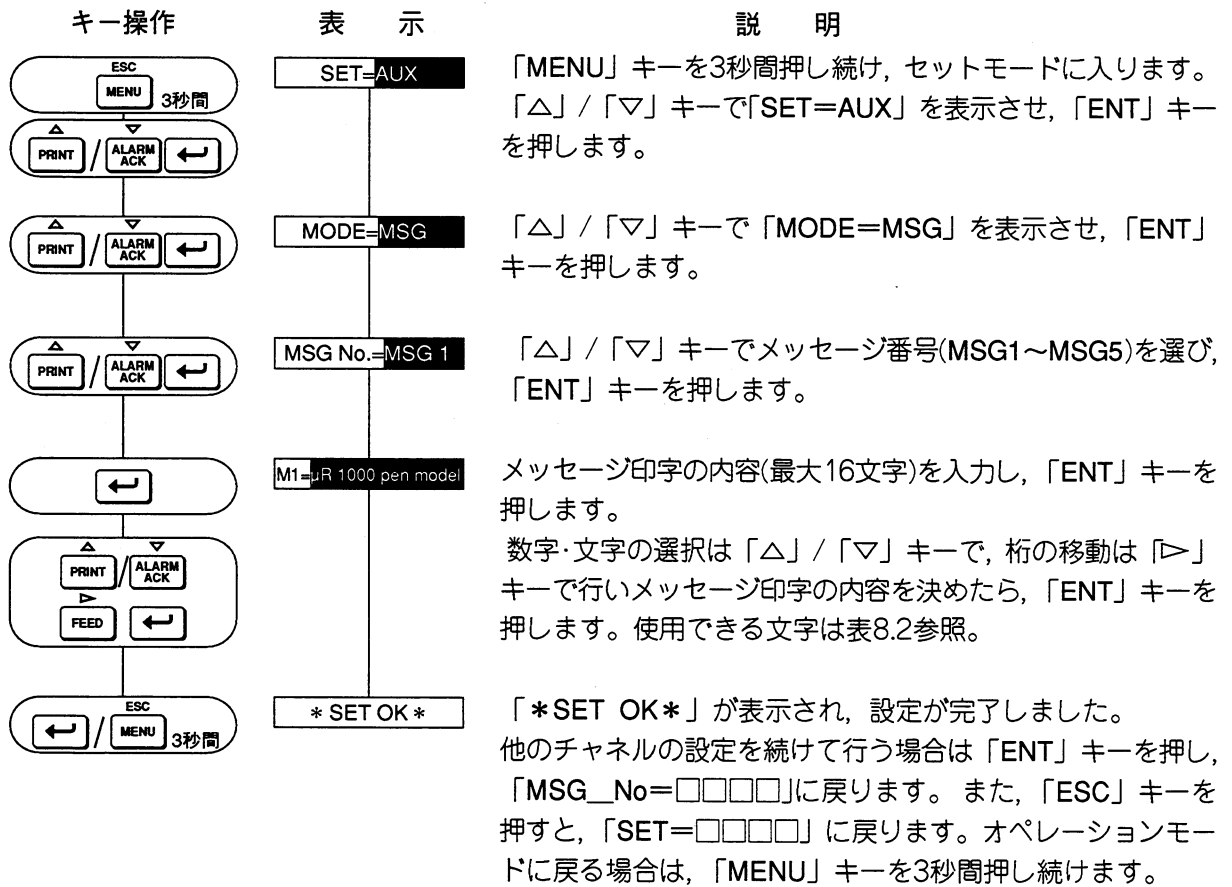 キー操作 表 示 説 明
ESC
MENU 3秒間
PRINT / ALARM ACK
SET=AUX
「MENU」キーを3秒間押し続け, セットモードに入ります。
「△」/「▽」キーで「SET=AUX」を表示させ, 「ENT」キー
を押します。
PRINT / ALARM ACK
MODE=MSG
「△」/「▽」キーで「MODE=MSG」を表示させ, 「ENT」
キーを押します。
PRINT / ALARM ACK
MSG No.=MSG 1
「△」/「▽」キーでメッセージ番号(MSG1〜MSG5)を選び,
「ENT」キーを押します。
M1=µR 1000 pen model
メッセージ印字の内容(最大16文字)を入力し, 「ENT」キーを
押します。
PRINT / ALARM ACK
FEED
数字·文字の選択は「△」/「▽」キーで, 桁の移動は「▷」
キーで行いメッセージ印字の内容を決めたら, 「ENT」キーを
押します。使用できる文字は表8.2参照。
ESC
/ MENU 3秒間
* SET OK *
「*SET OK*」が表示され, 設定が完了しました。
他のチャネルの設定を続けて行う場合は「ENT」キーを押し,
「MSG_No=□□□□」に戻ります。また, 「ESC」キーを
押すと, 「SET=□□□□」に戻ります。オペレーションモー
ドに戻る場合は, 「MENU」キーを3秒間押し続けます。